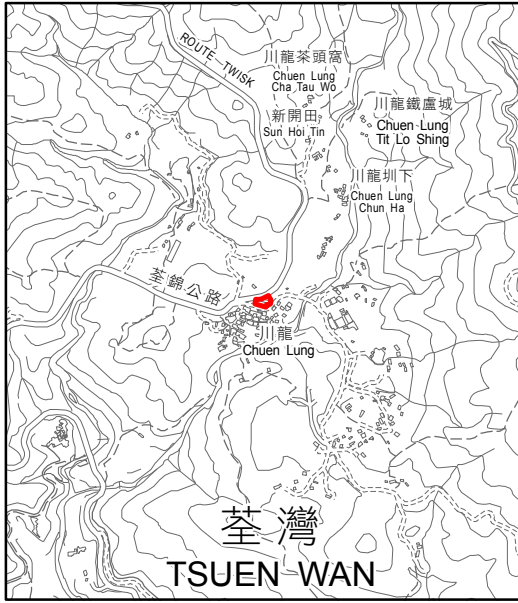 川龍茶頭窩
Chuen Lung
Cha Tau Wo
ROUTE TWISK
新開田
Sun Hoi Tin
川龍鐵盧城
Chuen Lung
Tit Lo Shing
川龍圳下
Chuen Lung
Chun Ha
荃錦公路
川龍
Chuen Lung
荃灣
TSUEN WAN